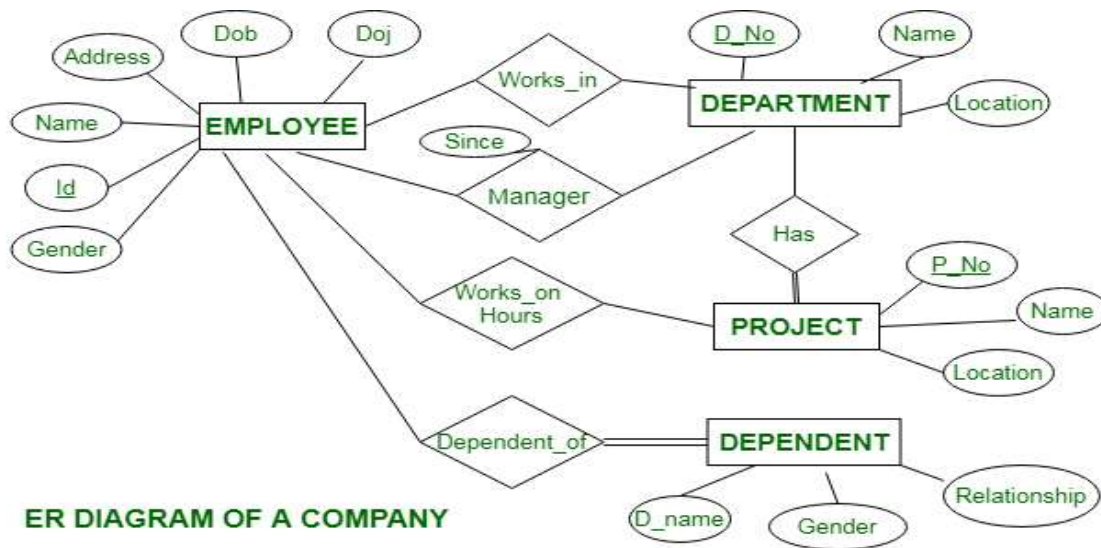 Dob
Doj
D_No
Name
Address
Works_in
DEPARTMENT
Location
EMPLOYEE
Name
Since
Id
Manager
Gender
Has
P_No
Works_on
Hours
PROJECT
Name
Location
Dependent_of
DEPENDENT
Relationship
D_name
Gender
ER DIAGRAM OF A COMPANY